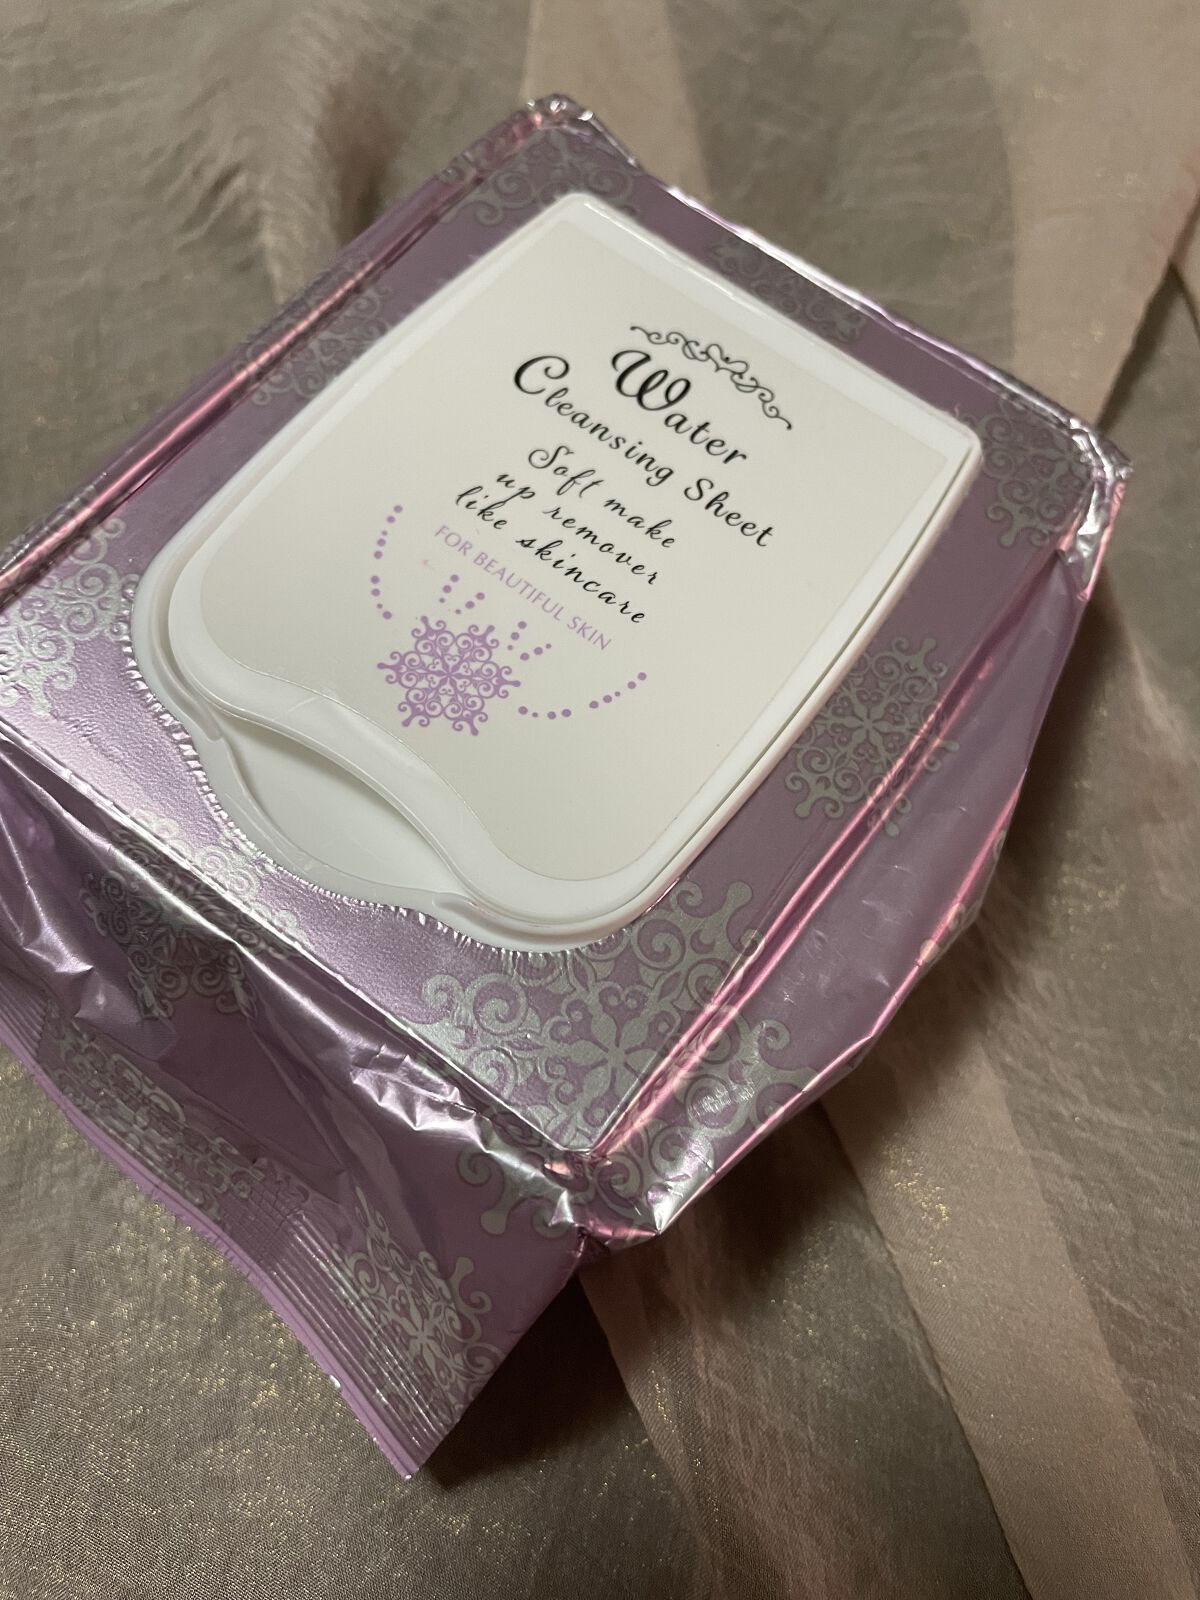 Water
Cleansing Sheet
Soft make
up remover
like skincare
FOR BEAUTIFUL SKIN